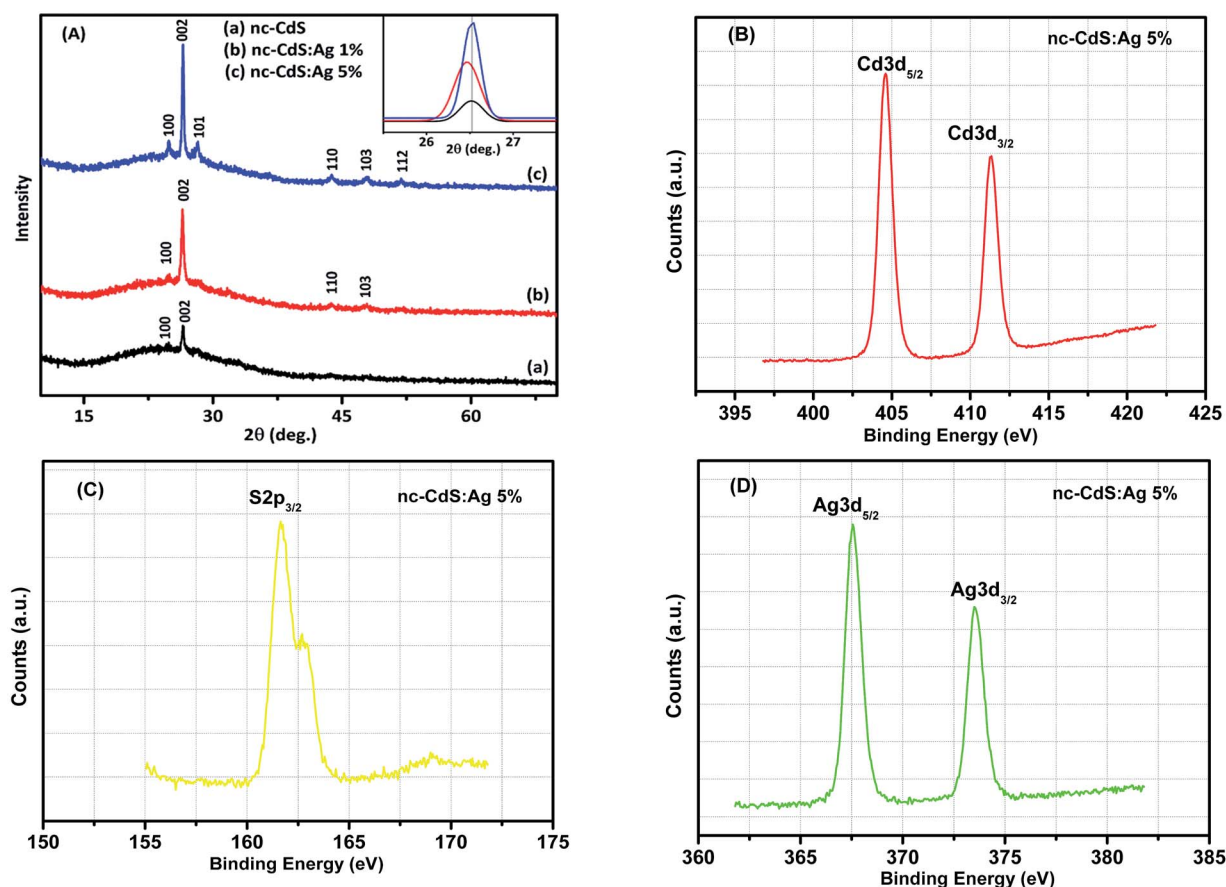 (A)
(a) nc-CdS
(b) nc-CdS:Ag 1%
(c) nc-CdS:Ag 5%
26 27
2θ (deg.)
002
100
101
110
103
112
(c)
002
100
110
103
(b)
002
100
(a)
Intensity
15 30 45 60
2θ (deg.)
(B)
nc-CdS:Ag 5%
Cd3d5/2
Cd3d3/2
Counts (a.u.)
395 400 405 410 415 420 425
Binding Energy (eV)
(C)
S2p3/2
nc-CdS:Ag 5%
Counts (a.u.)
150 155 160 165 170 175
Binding Energy (eV)
(D)
nc-CdS:Ag 5%
Ag3d5/2
Ag3d3/2
Counts (a.u.)
360 365 370 375 380 385
Binding Energy (eV)